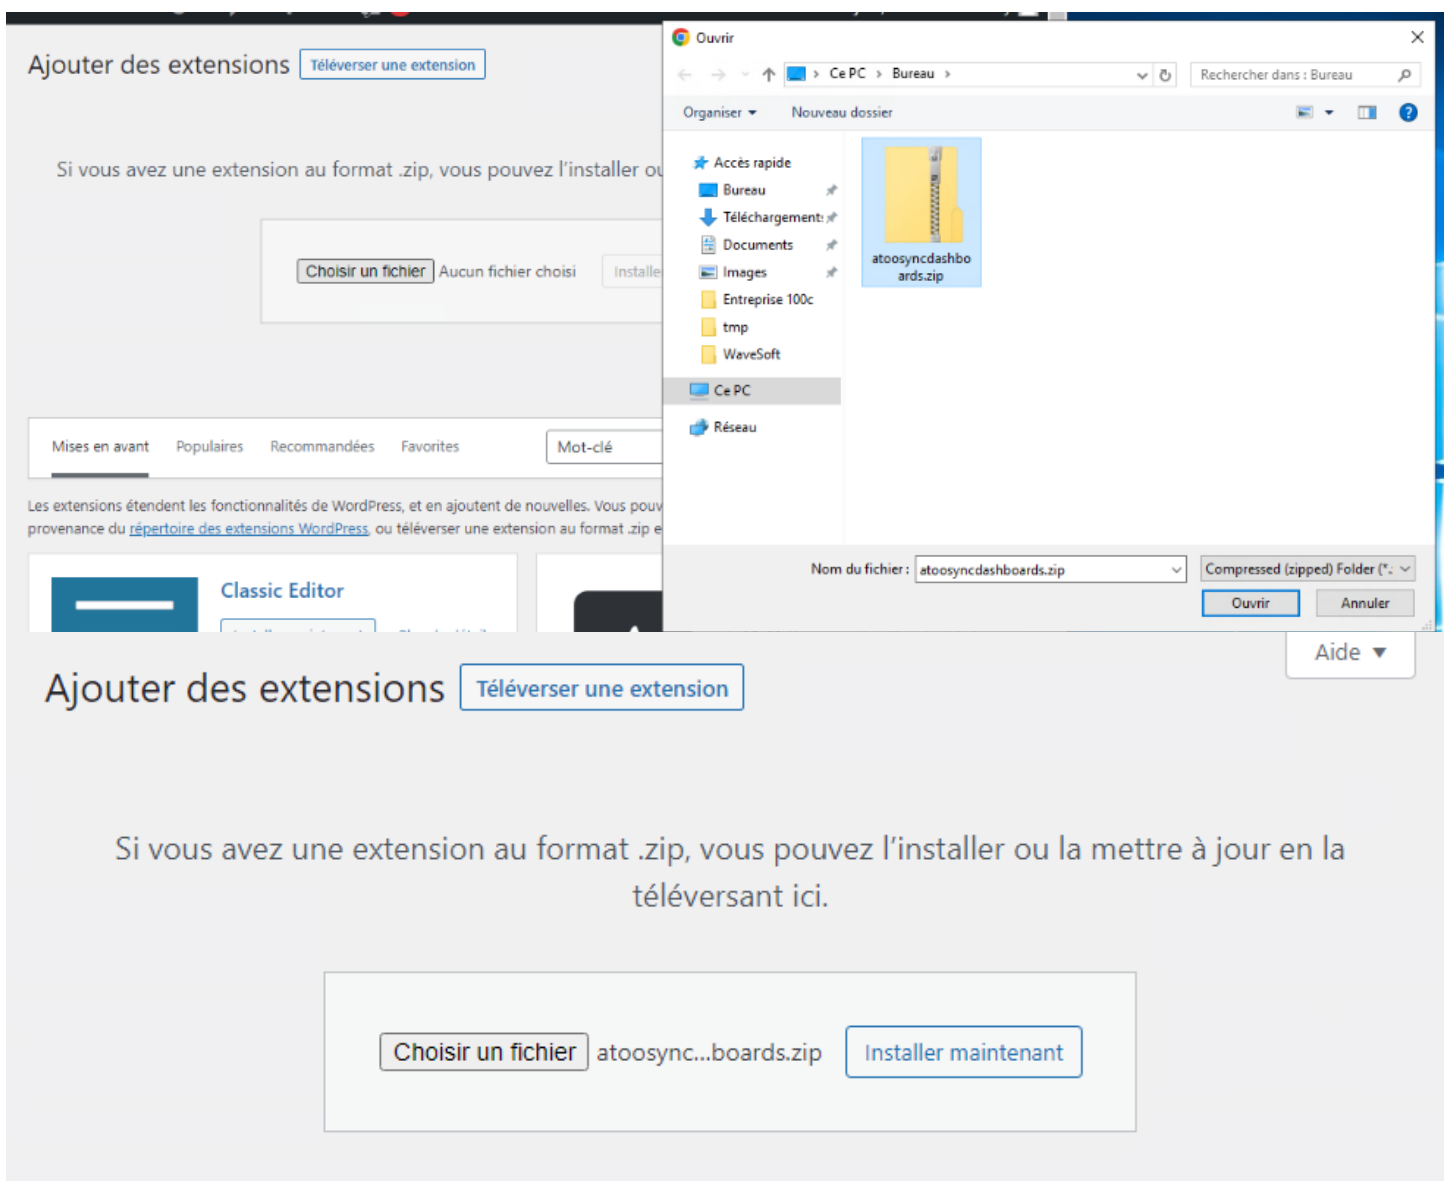 Ajouter des extensions Téléverser une extension
Si vous avez une extension au format .zip, vous pouvez l'installer ou
Choisir un fichier Aucun fichier choisi Installe
Mises en avant Populaires Recommandées Favorites Mot-clé
Les extensions étendent les fonctionnalités de WordPress, et en ajoutent de nouvelles. Vous pouv
provenance du répertoire des extensions WordPress, ou téléverser une extension au format .zip e
Classic Editor
Ouvrir
Ce PC > Bureau >
Rechercher dans : Bureau
Organiser
Nouveau dossier
Accès rapide
Bureau
Téléchargements
Documents
Images
Entreprise 100c
tmp
WaveSoft
Ce PC
Réseau
atoosyncdashbo
ards.zip
Nom du fichier : atoosyncdashboards.zip Compressed (zipped) Folder (*.
Ouvrir Annuler
Aide
Ajouter des extensions Téléverser une extension
Si vous avez une extension au format .zip, vous pouvez l'installer ou la mettre à jour en la
téléversant ici.
Choisir un fichier atoosync...boards.zip Installer maintenant